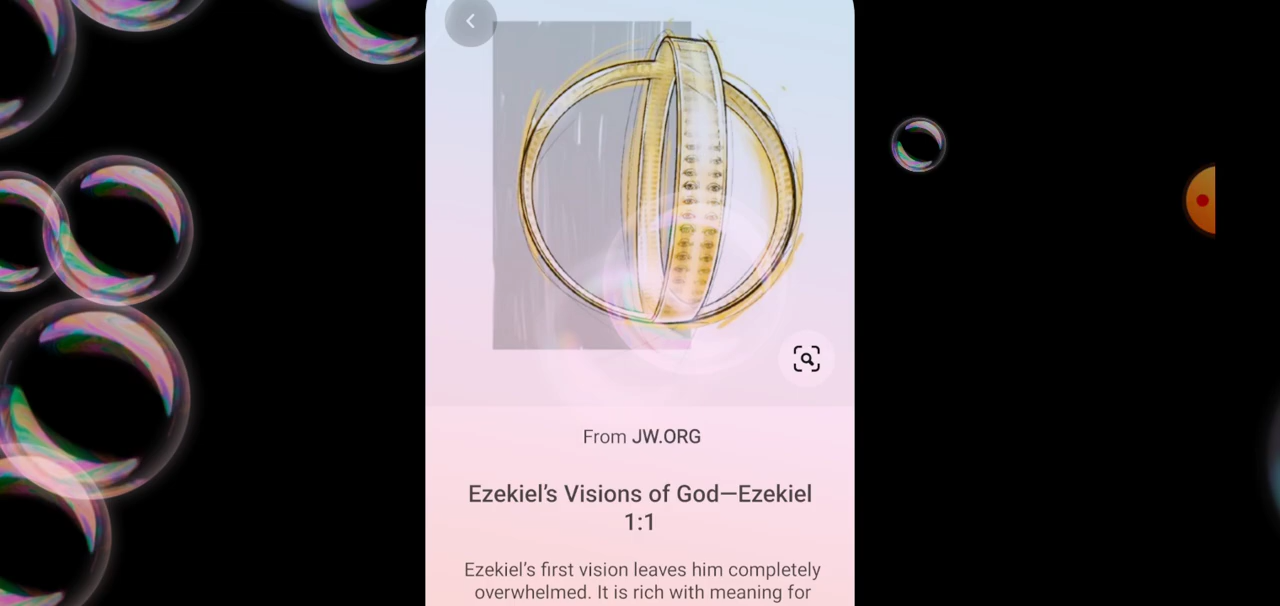 From JW.ORG
Ezekiel’s Visions of God—Ezekiel
1:1
Ezekiel’s first vision leaves him completely
overwhelmed. It is rich with meaning for